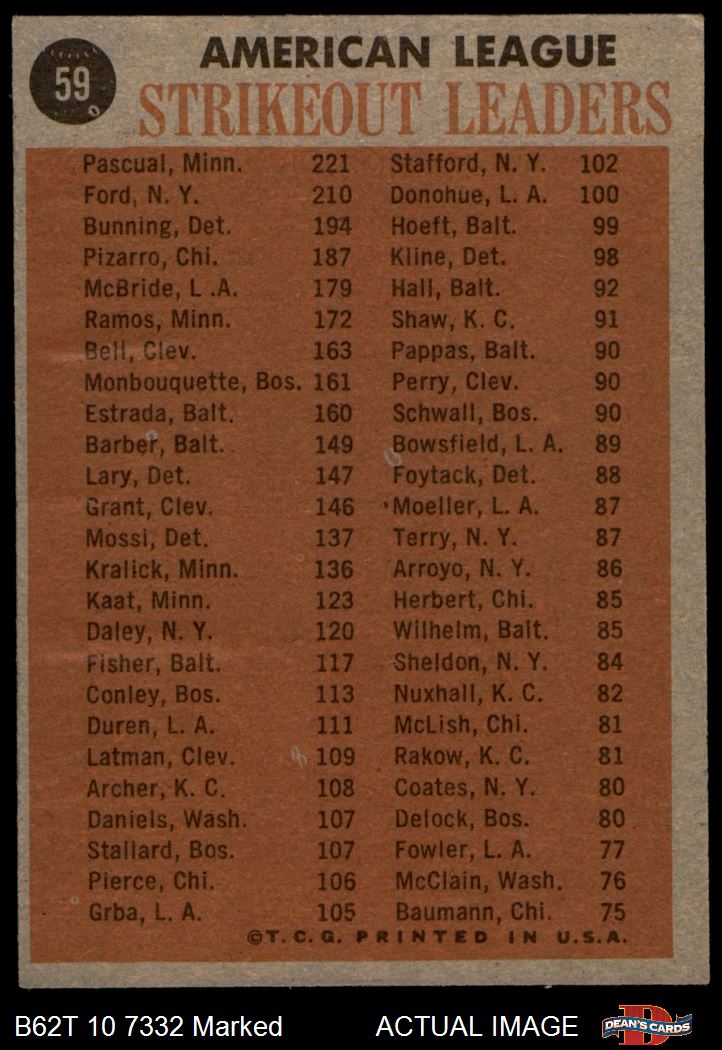 59
AMERICAN LEAGUE
STRIKEOUT LEADERS
Pascual, Minn. 221
Ford, N. Y. 210
Bunning, Det. 194
Pizarro, Chi. 187
McBride, L .A. 179
Ramos, Minn. 172
Bell, Clev. 163
Monbouquette, Bos. 161
Estrada, Balt. 160
Barber, Balt. 149
Lary, Det. 147
Grant, Clev. 146
Mossi, Det. 137
Kralick, Minn. 136
Kaat, Minn. 123
Daley, N. Y. 120
Fisher, Balt. 117
Conley, Bos. 113
Duren, L. A. 111
Latman, Clev. 109
Archer, K. C. 108
Daniels, Wash. 107
Stallard, Bos. 107
Pierce, Chi. 106
Grba, L. A. 105
Stafford, N. Y. 102
Donohue, L. A. 100
Hoeft, Balt. 99
Kline, Det. 98
Hall, Balt. 92
Shaw, K. C. 91
Pappas, Balt. 90
Perry, Clev. 90
Schwall, Bos. 90
Bowsfield, L. A. 89
Foytack, Det. 88
Moeller, L. A. 87
Terry, N. Y. 87
Arroyo, N. Y. 86
Herbert, Chi. 85
Wilhelm, Balt. 85
Sheldon, N. Y. 84
Nuxhall, K. C. 82
McLish, Chi. 81
Rakow, K. C. 81
Coates, N. Y. 80
Delock, Bos. 80
Fowler, L. A. 77
McClain, Wash. 76
Baumann, Chi. 75
©T. C. G. PRINTED IN U.S.A.
B62T 10 7332 Marked ACTUAL IMAGE
D
DEAN'S CARDS